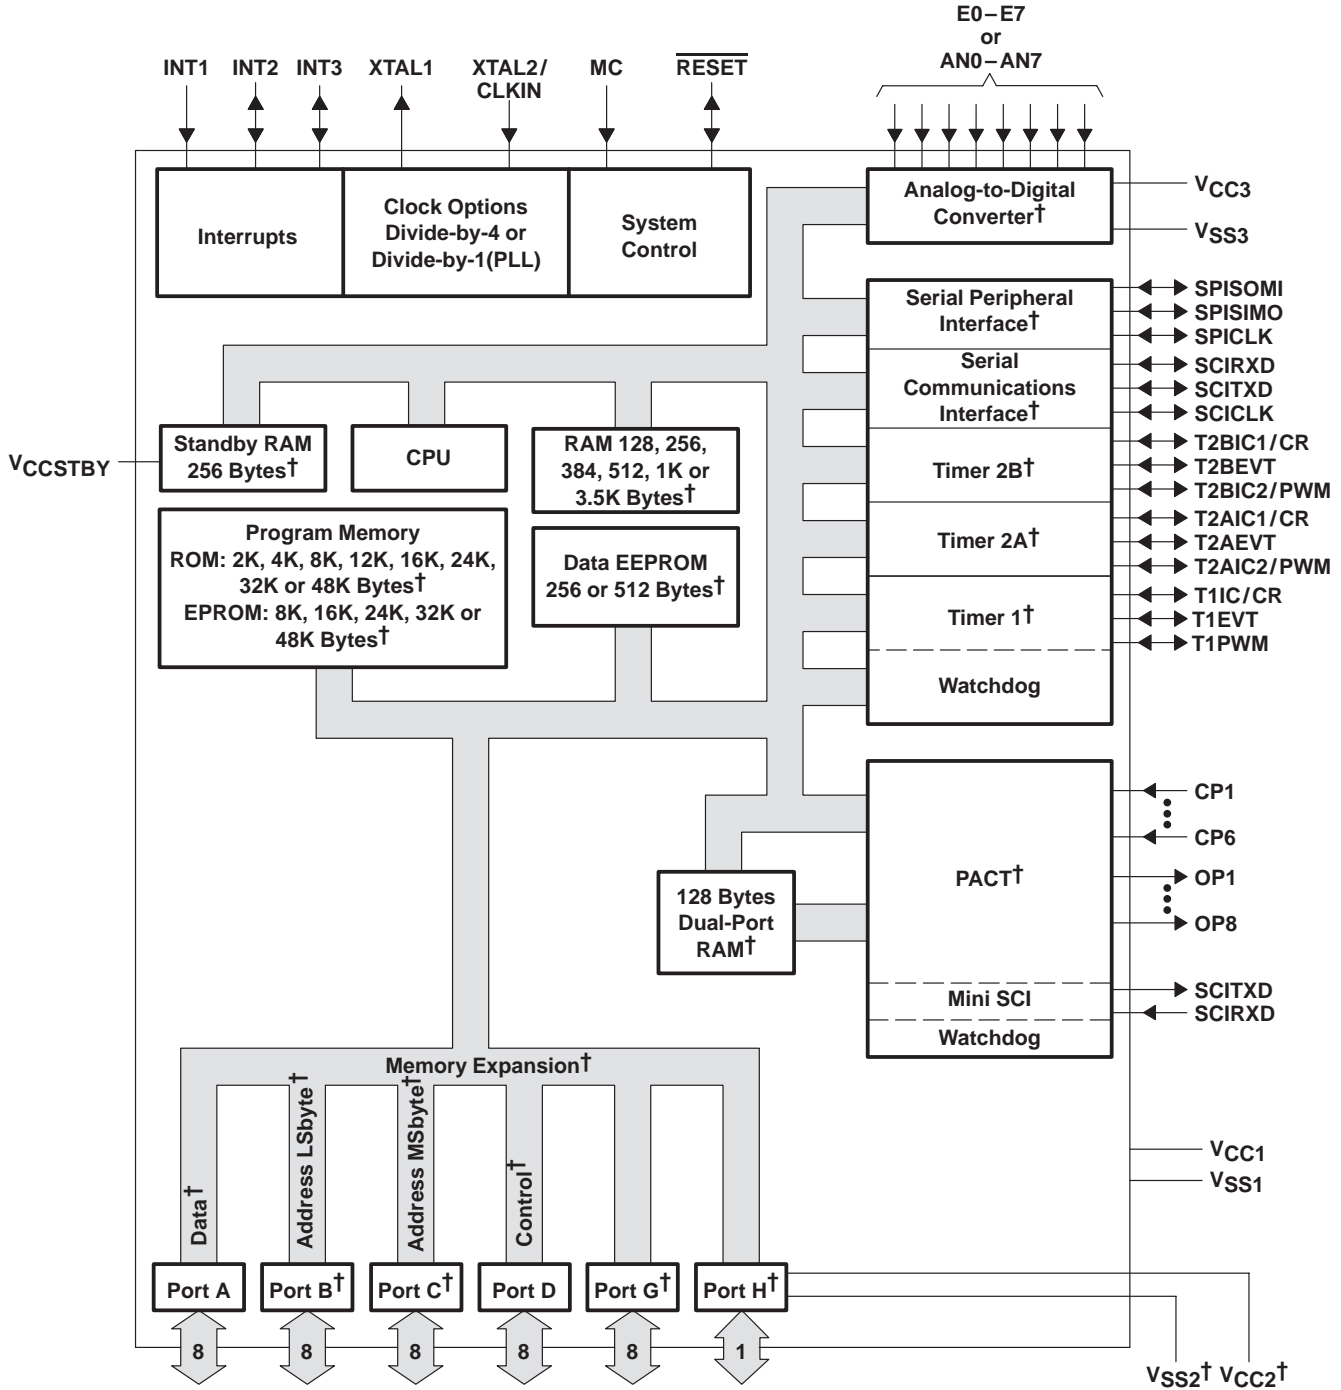 E0–E7
or
AN0–AN7
INT1
INT2
INT3
XTAL1
XTAL2/
CLKIN
MC
RESET
Interrupts
Clock Options
Divide-by-4 or
Divide-by-1(PLL)
System
Control
Analog-to-Digital
Converter†
VCC3
VSS3
Serial Peripheral
Interface†
SPISOMI
SPISIMO
SPICLK
Serial
Communications
Interface†
SCIRXD
SCITXD
SCICLK
VCCSTBY
Standby RAM
256 Bytes†
CPU
RAM 128, 256,
384, 512, 1K or
3.5K Bytes†
Timer 2B†
T2BIC1/CR
T2BEVT
T2BIC2/PWM
Program Memory
ROM: 2K, 4K, 8K, 12K, 16K, 24K,
32K or 48K Bytes†
EPROM: 8K, 16K, 24K, 32K or
48K Bytes†
Data EEPROM
256 or 512 Bytes†
Timer 2A†
T2AIC1/CR
T2AEVT
T2AIC2/PWM
Timer 1†
T1IC/CR
T1EVT
T1PWM
Watchdog
PACT†
CP1
CP6
OP1
OP8
128 Bytes
Dual-Port
RAM†
Mini SCI
SCITXD
SCIRXD
Watchdog
Memory Expansion†
Data†
Address LSbyte†
Address MSbyte†
Control†
VCC1
VSS1
Port A
Port B†
Port C†
Port D
Port G†
Port H†
8
8
8
8
8
1
VSS2†
VCC2†